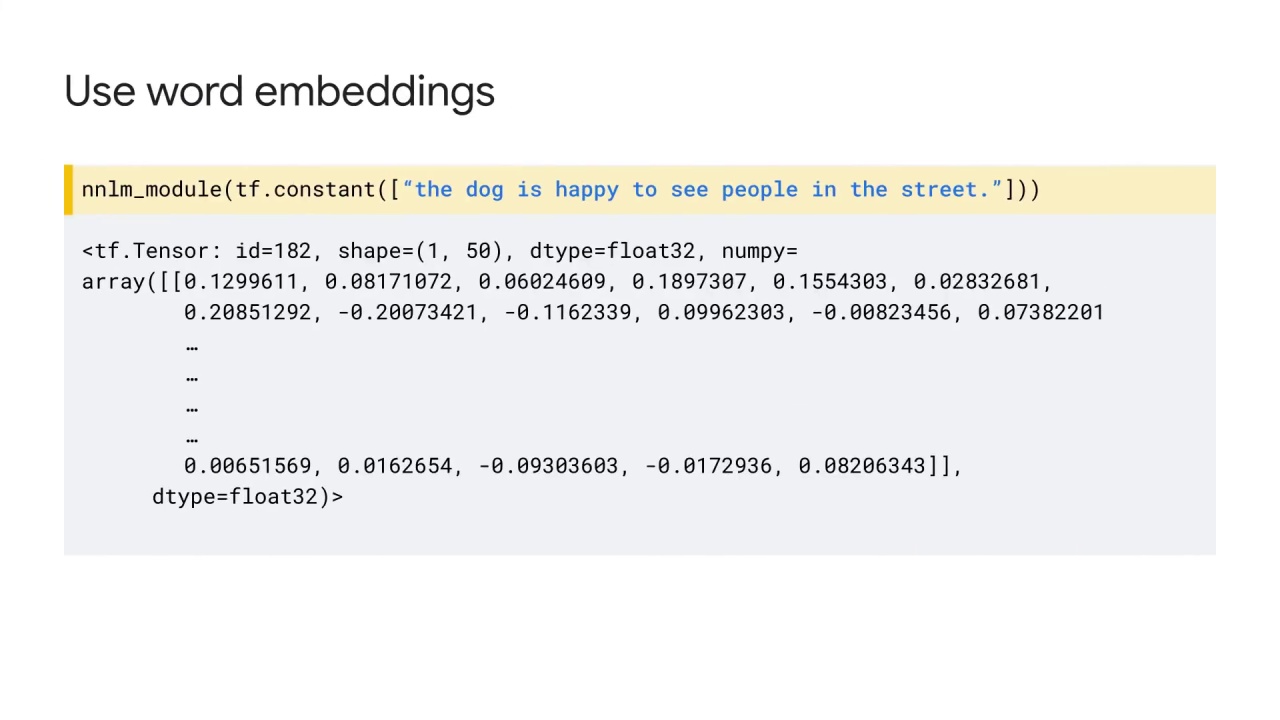 Use word embeddings
nnlm_module(tf.constant([“the dog is happy to see people in the street.”]))
<tf.Tensor: id=182, shape=(1, 50), dtype=float32, numpy=
array([[0.1299611, 0.08171072, 0.06024609, 0.1897307, 0.1554303, 0.02832681,
0.20851292, -0.20073421, -0.1162339, 0.09962303, -0.00823456, 0.07382201
…
…
…
…
0.00651569, 0.0162654, -0.09303603, -0.0172936, 0.08206343]],
dtype=float32)>